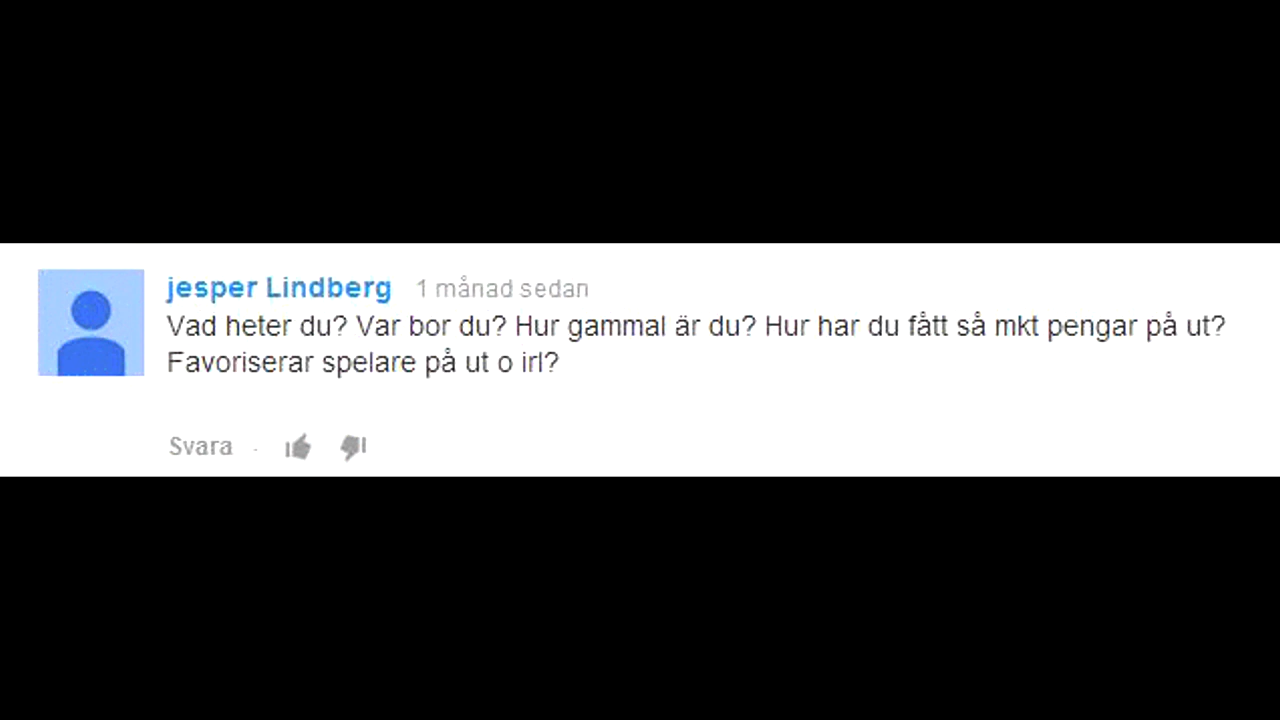 jesper Lindberg 1 månad sedan
Vad heter du? Var bor du? Hur gammal är du? Hur har du fått så mkt pengar på ut?
Favoriserar spelare på ut o irl?
Svara